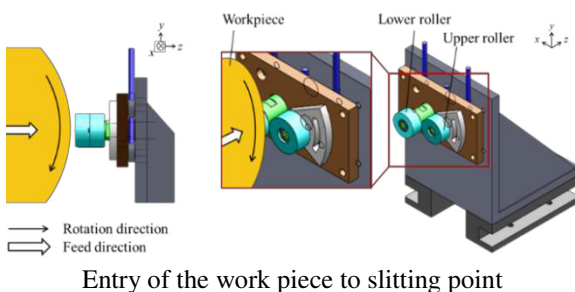 Workpiece
Lower roller
Upper roller
y
x
z
y
x
z
Rotation direction
Feed direction
Entry of the work piece to slitting point